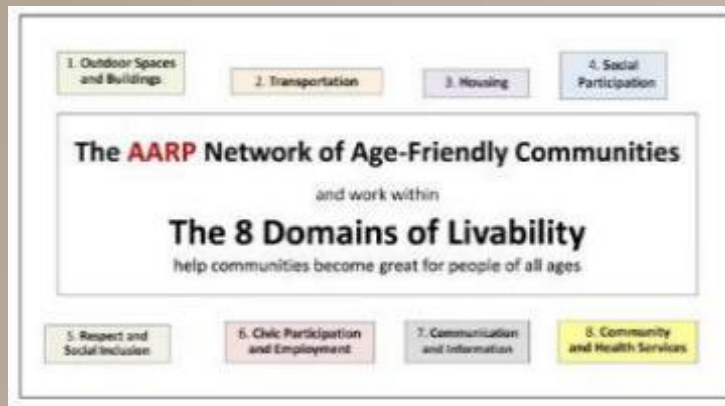 1. Outdoor Spaces
and Buildings
2. Transportation
3. Housing
4. Social
Participation
The AARP Network of Age-Friendly Communities
and work within
The 8 Domains of Livability
help communities become great for people of all ages
5. Respect and
Social Inclusion
6. Civic Participation
and Employment
7. Communication
and Information
8. Community
and Health Services